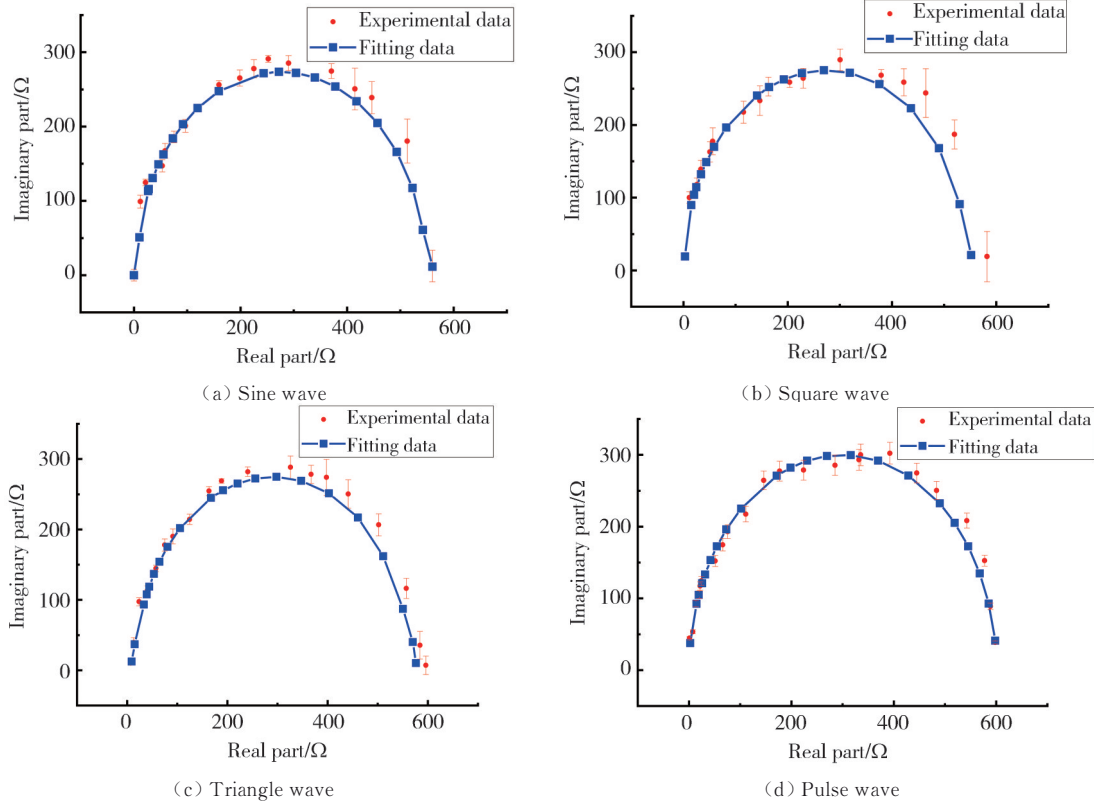 Experimental data
Fitting data
300
200
100
0
Imaginary part/Ω
0 200 400 600
Real part/Ω
(a) Sine wave
Experimental data
Fitting data
300
200
100
0
Imaginary part/Ω
0 200 400 600
Real part/Ω
(b) Square wave
Experimental data
Fitting data
300
200
100
0
Imaginary part/Ω
0 200 400 600
Real part/Ω
(c) Triangle wave
Experimental data
Fitting data
300
200
100
0
Imaginary part/Ω
0 200 400 600
Real part/Ω
(d) Pulse wave